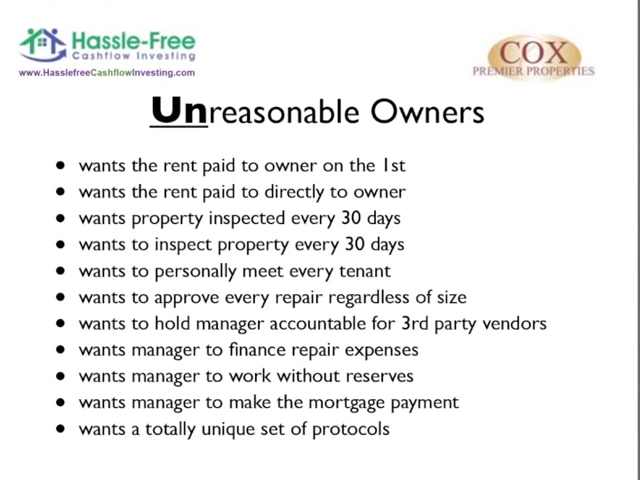 Hassle-Free
Cashflow Investing
www.HasslefreeCashflowInvesting.com
COX
PREMIER PROPERTIES
Unreasonable Owners
• wants the rent paid to owner on the 1st
• wants the rent paid to directly to owner
• wants property inspected every 30 days
• wants to inspect property every 30 days
• wants to personally meet every tenant
• wants to approve every repair regardless of size
• wants to hold manager accountable for 3rd party vendors
• wants manager to finance repair expenses
• wants manager to work without reserves
• wants manager to make the mortgage payment
• wants a totally unique set of protocols